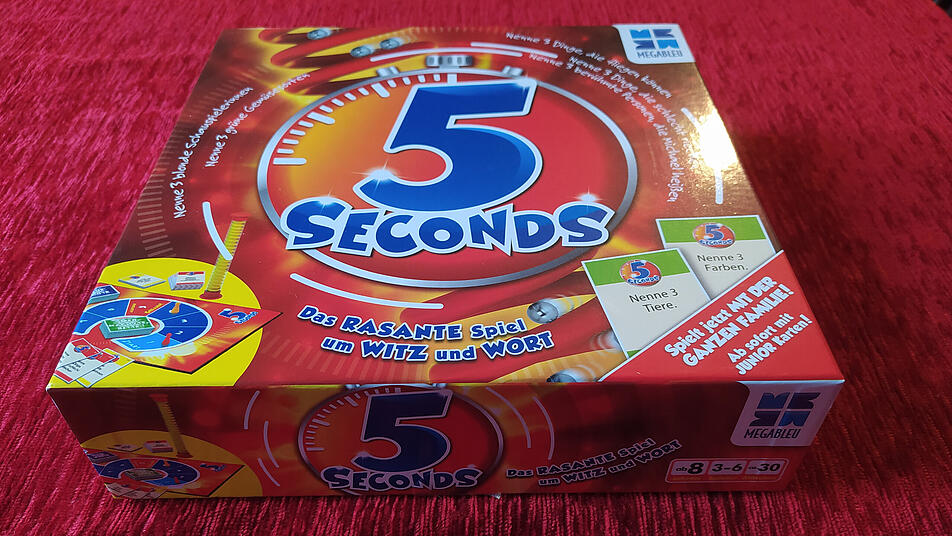 MEGABLEU
Nenne 3 Dinge, die fliegen können
Nenne 3 Dinge, die schlecht
Nenne 3 berühmte Personen, die Michael heißen
Nenne 3 blonde Schauspielerinnen
Nenne 3 grüne Gemüsesorten
5
SECONDS
Das RASANTE Spiel
um WITZ und WORT
5
SECONDS
Nenne 3
Farben.
5
SECONDS
Nenne 3
Tiere.
Spielt jetzt MIT DER
GANZEN FAMILIE!
Ab sofort mit
JUNIOR Karten!
5
SECONDS
Das RASANTE Spiel
um WITZ und WORT
MEGABLEU
ab 8
3-6
30